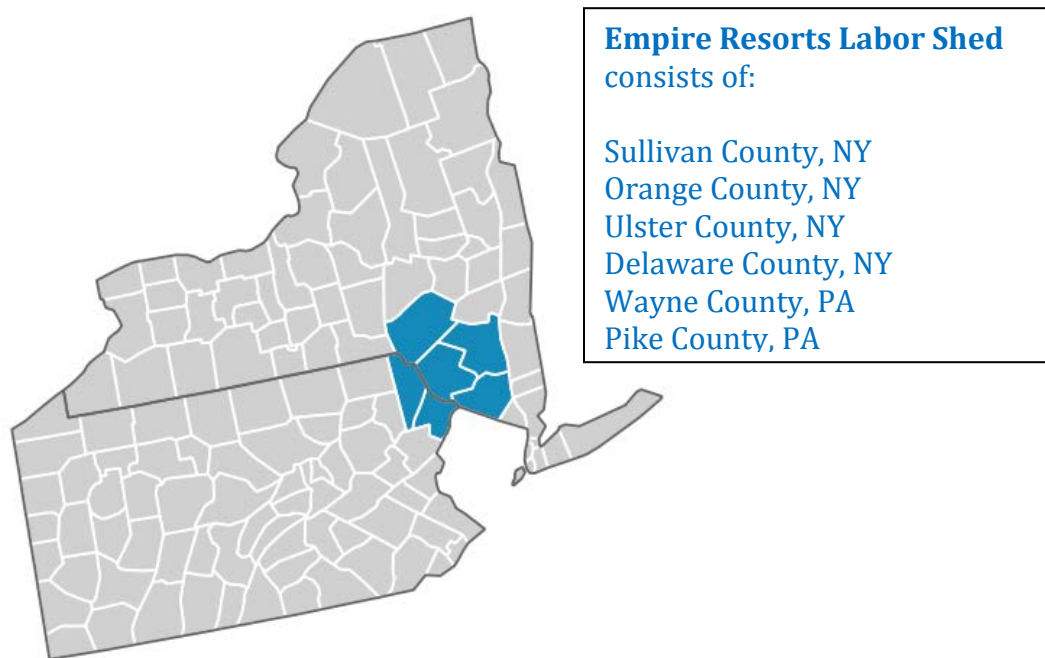 Empire Resorts Labor Shed
consists of:
Sullivan County, NY
Orange County, NY
Ulster County, NY
Delaware County, NY
Wayne County, PA
Pike County, PA